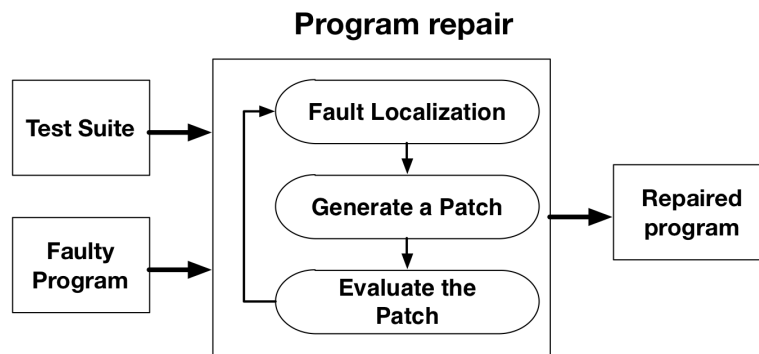 Program repair
Test Suite
Faulty
Program
Fault Localization
Generate a Patch
Evaluate the
Patch
Repaired
program